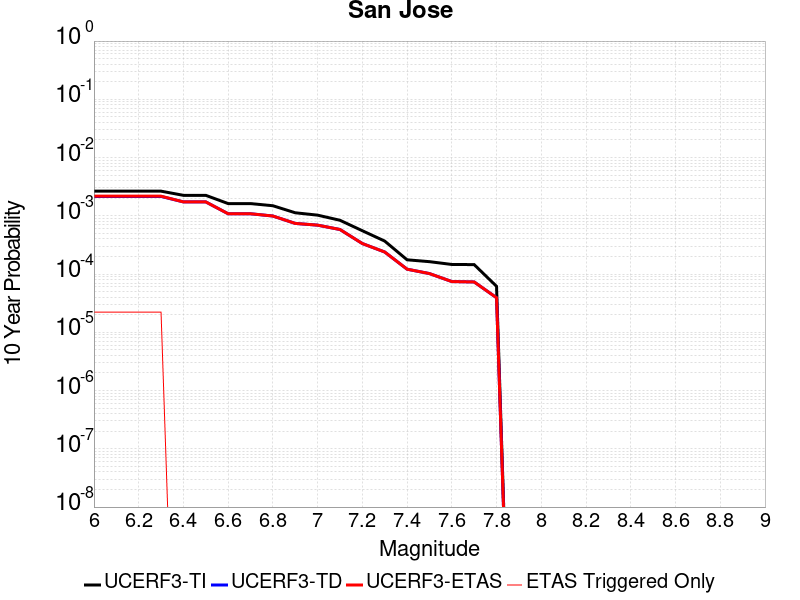 San Jose
10 0
10 -1
10 -2
10 -3
10 -4
10 -5
10 -6
10 -7
10 -8
10 Year Probability
6 6.2 6.4 6.6 6.8 7 7.2 7.4 7.6 7.8 8 8.2 8.4 8.6 8.8 9
Magnitude
UCERF3-TI UCERF3-TD UCERF3-ETAS ETAS Triggered Only